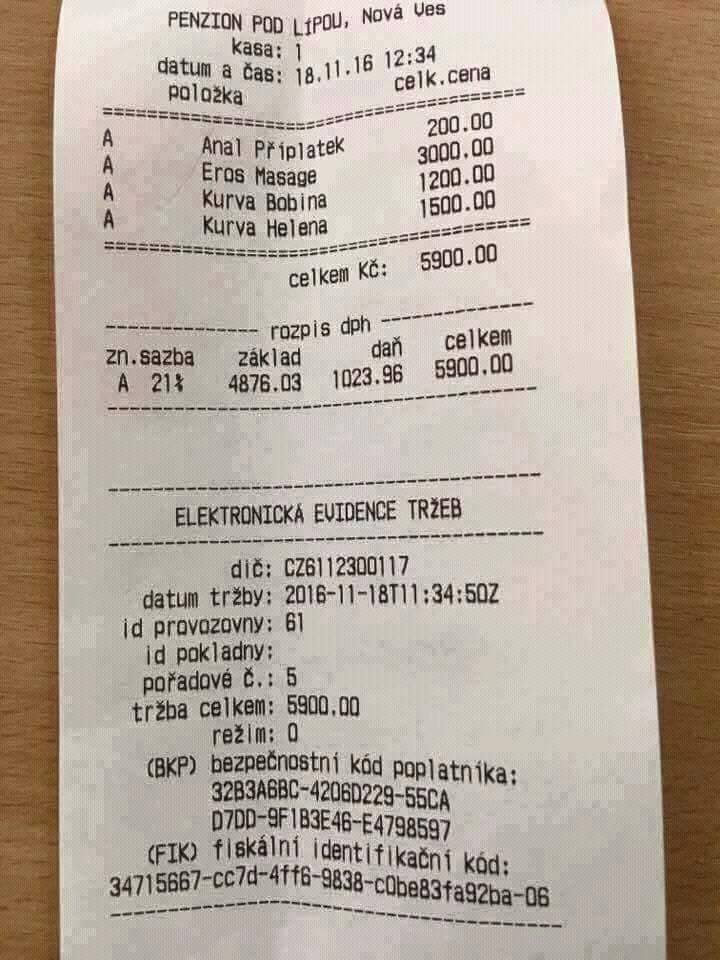 PENZION POD LÍPOU, Nová Ves
kasa: 1
datum a čas: 18.11.16 12:34
položka celk.cena
================================
A Anal Příplatek 200.00
A Eros Masage 3000.00
A Kurva Bobina 1200.00
A Kurva Helena 1500.00
================================
celkem Kč: 5900.00
-------------- rozpis dph --------------
zn.sazba základ daň celkem
A 21% 4876.03 1023.96 5900.00
----------------------------------------
----------------------------------------
ELEKTRONICKÁ EVIDENCE TRŽEB
----------------------------------------
dič: CZ6112300117
datum tržby: 2016-11-18T11:34:50Z
id provozovny: 61
id pokladny:
pořadové č.: 5
tržba celkem: 5900.00
režim: 0
(BKP) bezpečnostní kód poplatníka:
32B3A6BC-4206D229-55CA
D7DD-9F1B3E46-E4798597
(FIK) fiskální identifikační kód:
34715667-cc7d-4ff6-9838-c0be83fa92ba-06
----------------------------------------